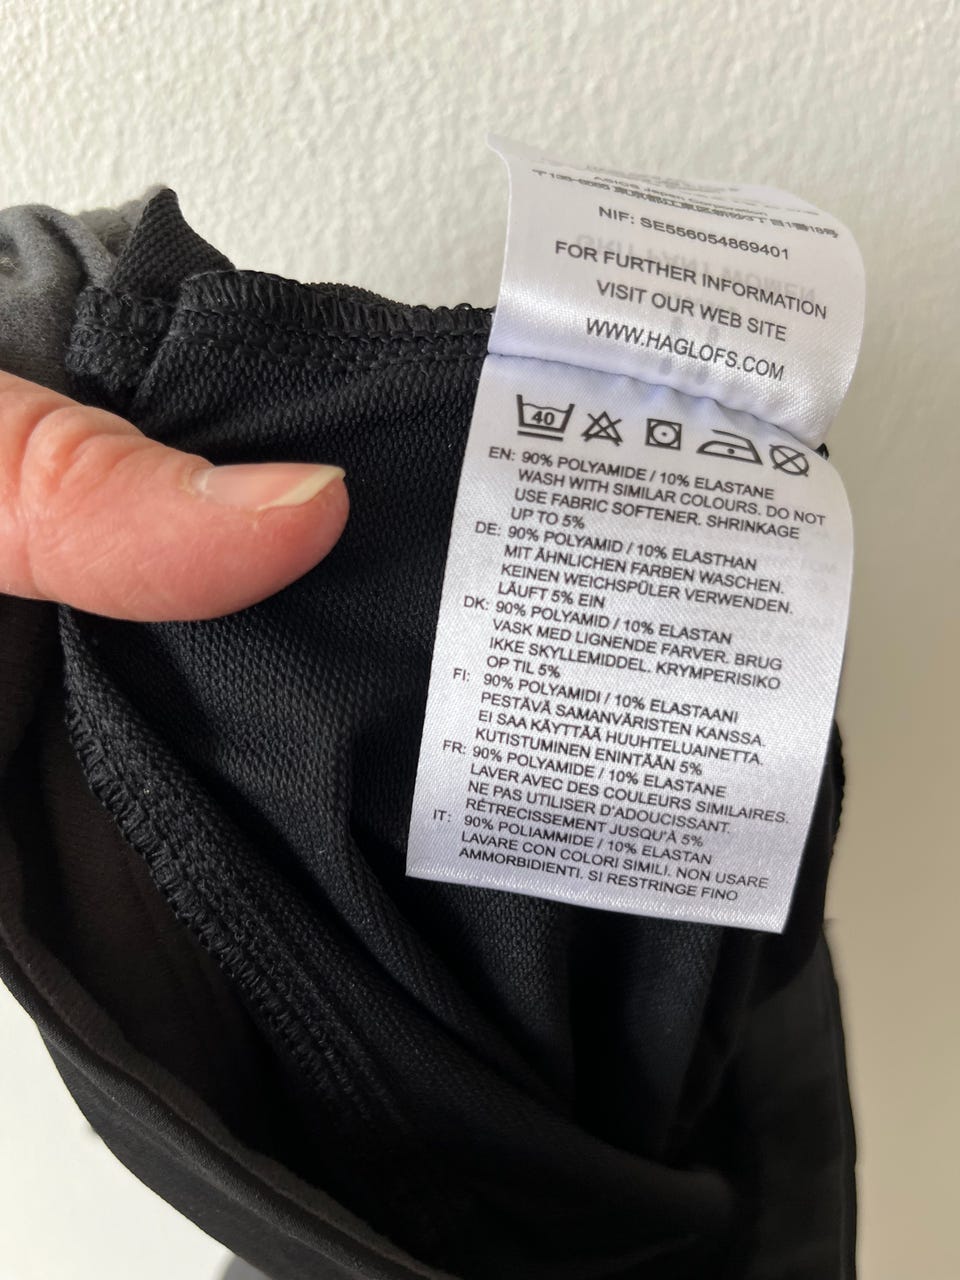 ASICS Japan Corporation
NIF: SE556054869401
FOR FURTHER INFORMATION
VISIT OUR WEB SITE
WWW.HAGLOFS.COM
40
EN: 90% POLYAMIDE / 10% ELASTANE
WASH WITH SIMILAR COLOURS. DO NOT
USE FABRIC SOFTENER. SHRINKAGE
UP TO 5%
DE: 90% POLYAMID / 10% ELASTHAN
MIT ÄHNLICHEN FARBEN WASCHEN.
KEINEN WEICHSPÜLER VERWENDEN.
LÄUFT 5% EIN
DK: 90% POLYAMID / 10% ELASTAN
VASK MED LIGNENDE FARVER. BRUG
IKKE SKYLLEMIDDEL. KRYMPERISIKO
OP TIL 5%
FI: 90% POLYAMIDI / 10% ELASTAANI
PESTÄVÄ SAMANVÄRISTEN KANSSA.
EI SAA KÄYTTÄÄ HUUHTELUAINETTA.
KUTISTUMINEN ENINTÄÄN 5%
FR: 90% POLYAMIDE / 10% ELASTANE
LAVER AVEC DES COULEURS SIMILAIRES.
NE PAS UTILISER D'ADOUCISSANT.
RÉTRECISSEMENT JUSQU'À 5%
IT: 90% POLIAMMIDE / 10% ELASTAN
LAVARE CON COLORI SIMILI. NON USARE
AMMORBIDENTI. SI RESTRINGE FINO